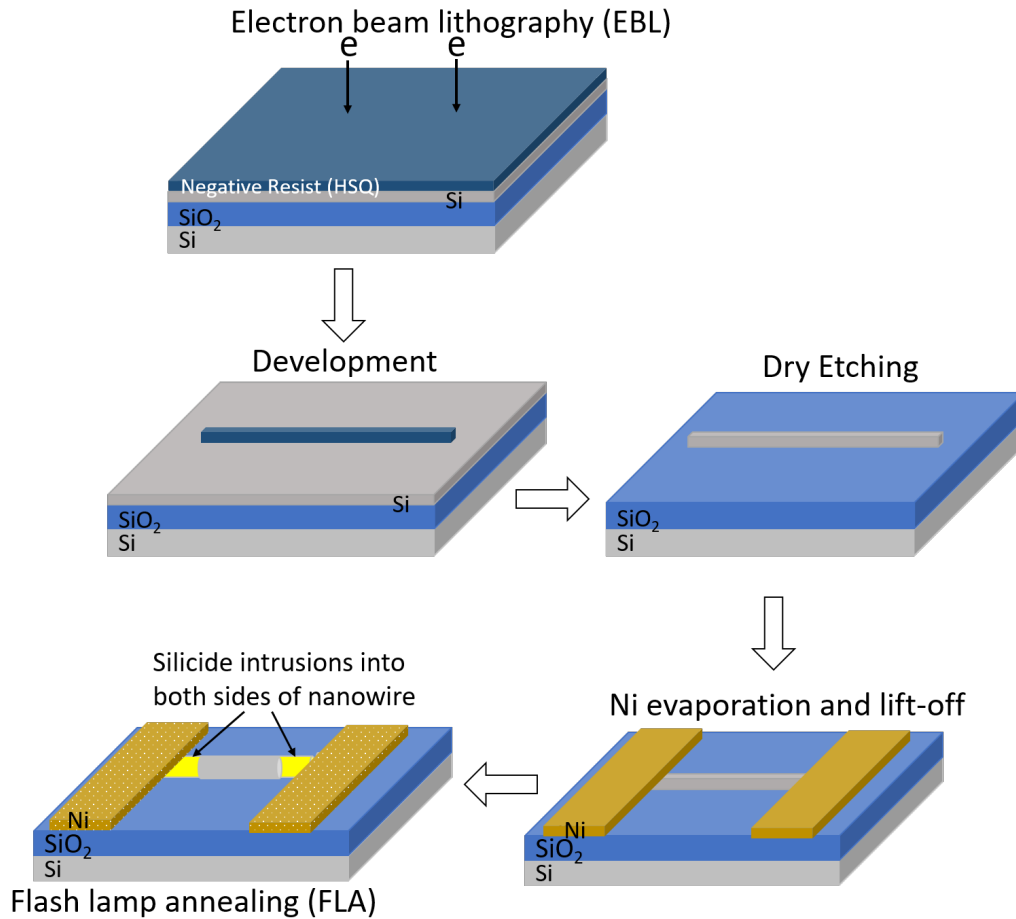 Electron beam lithography (EBL)
e e
Negative Resist (HSQ)
Si
SiO2
Si
Development
Si
SiO2
Si
Dry Etching
SiO2
Si
Ni evaporation and lift-off
Ni
SiO2
Si
Silicide intrusions into
both sides of nanowire
Ni
SiO2
Si
Flash lamp annealing (FLA)